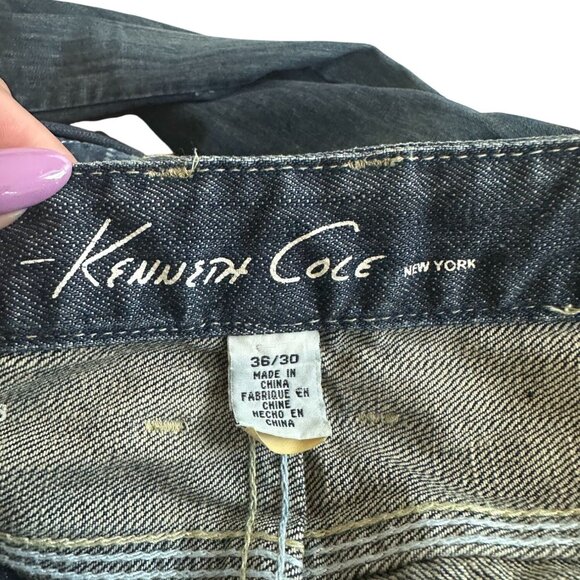 Kenneth Cole NEW YORK
36/30
MADE IN
CHINA
FABRIQUE EN
CHINE
HECHO EN
CHINA